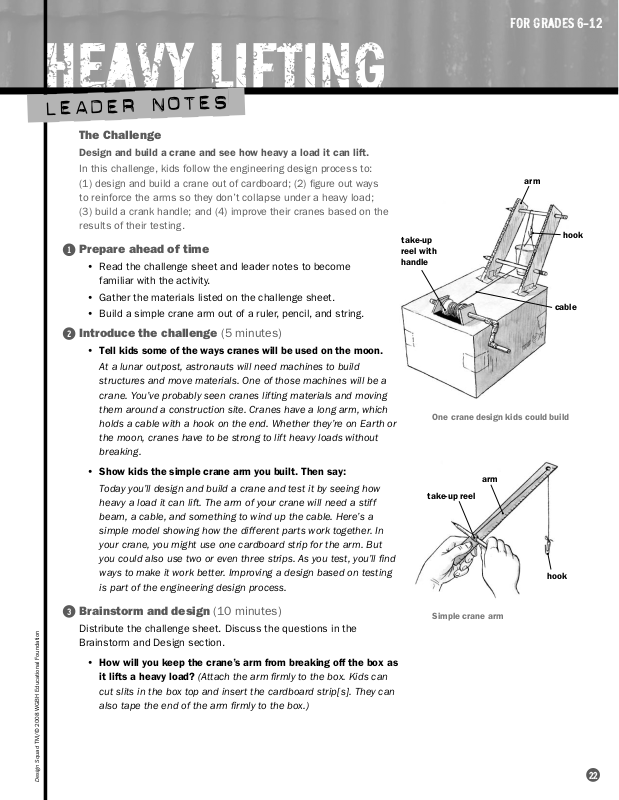 FOR GRADES 6–12
HEAVY LIFTING
LEADER NOTES
The Challenge
Design and build a crane and see how heavy a load it can lift.
In this challenge, kids follow the engineering design process to:
(1) design and build a crane out of cardboard; (2) figure out ways
to reinforce the arms so they don't collapse under a heavy load;
(3) build a crank handle; and (4) improve their cranes based on the
results of their testing.
1 Prepare ahead of time
• Read the challenge sheet and leader notes to become
familiar with the activity.
• Gather the materials listed on the challenge sheet.
• Build a simple crane arm out of a ruler, pencil, and string.
2 Introduce the challenge (5 minutes)
• Tell kids some of the ways cranes will be used on the moon.
At a lunar outpost, astronauts will need machines to build
structures and move materials. One of those machines will be a
crane. You've probably seen cranes lifting materials and moving
them around a construction site. Cranes have a long arm, which
holds a cable with a hook on the end. Whether they're on Earth or
the moon, cranes have to be strong to lift heavy loads without
breaking.
• Show kids the simple crane arm you built. Then say:
Today you'll design and build a crane and test it by seeing how
heavy a load it can lift. The arm of your crane will need a stiff
beam, a cable, and something to wind up the cable. Here's a
simple model showing how the different parts work together. In
your crane, you might use one cardboard strip for the arm. But
you could also use two or even three strips. As you test, you'll find
ways to make it work better. Improving a design based on testing
is part of the engineering design process.
3 Brainstorm and design (10 minutes)
Distribute the challenge sheet. Discuss the questions in the
Brainstorm and Design section.
• How will you keep the crane's arm from breaking off the box as
it lifts a heavy load? (Attach the arm firmly to the box. Kids can
cut slits in the box top and insert the cardboard strip[s]. They can
also tape the end of the arm firmly to the box.)
arm
hook
take-up
reel with
handle
cable
One crane design kids could build
arm
take-up reel
hook
Simple crane arm
Design Squad TM/© 2008 WGBH Educational Foundation
22